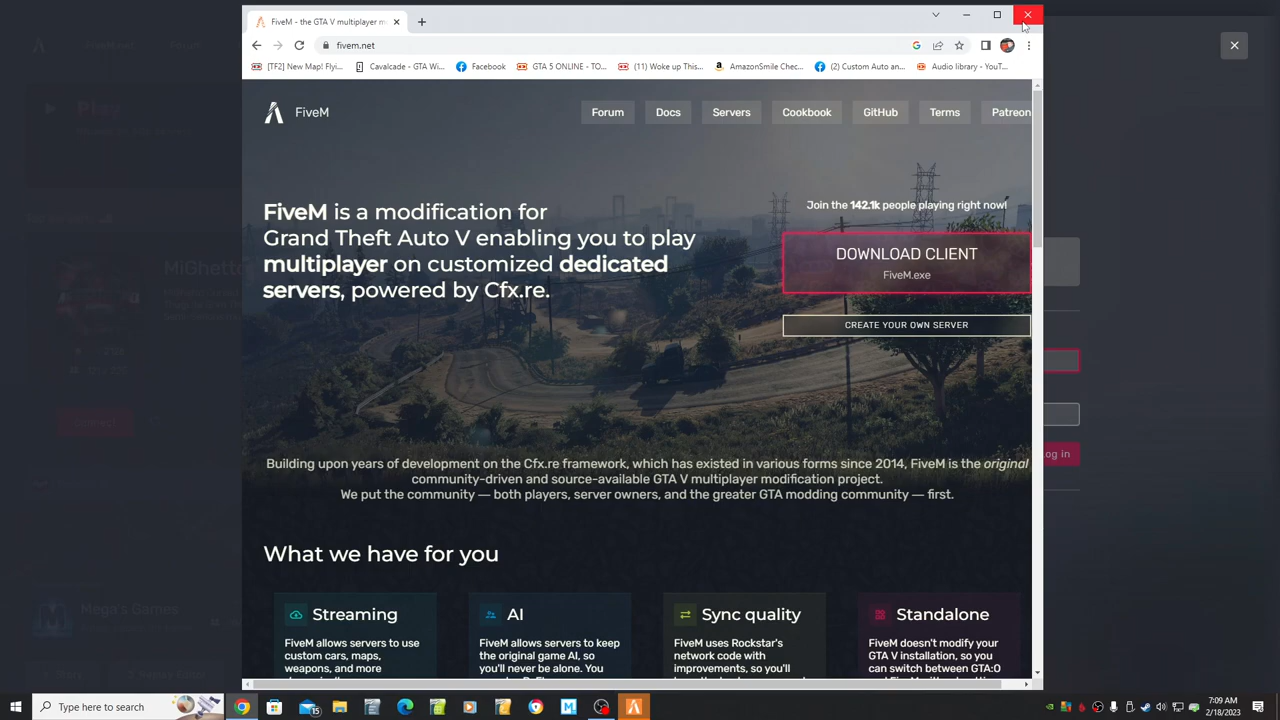 FiveM - the GTA V multiplayer m
fivem.net
[TF2] New Map! Flyi...
Cavalcade - GTA Wi...
Facebook
GTA 5 ONLINE - TO...
(11) Woke up This...
AmazonSmile Chec...
(2) Custom Auto an...
Audio library - YouT...
FiveM
Forum
Docs
Servers
Cookbook
GitHub
Terms
Patreon
FiveM is a modification for
Grand Theft Auto V enabling you to play
multiplayer on customized dedicated
servers, powered by Cfx.re.
Join the 142.1k people playing right now!
DOWNLOAD CLIENT
FiveM.exe
CREATE YOUR OWN SERVER
Play
MiGhetto
Connect
og in
Mega's Games
Building upon years of development on the Cfx.re framework, which has existed in various forms since 2014, FiveM is the original
community-driven and source-available GTA V multiplayer modification project.
We put the community — both players, server owners, and the greater GTA modding community — first.
What we have for you
Streaming
FiveM allows servers to use
custom cars, maps,
weapons, and more
AI
FiveM allows servers to keep
the original game AI, so
you'll never be alone. You
Sync quality
FiveM uses Rockstar's
network code with
improvements, so you'll
Standalone
FiveM doesn't modify your
GTA V installation, so you
can switch between GTA:O
Type here to search
15
7:09 AM
2/18/2023